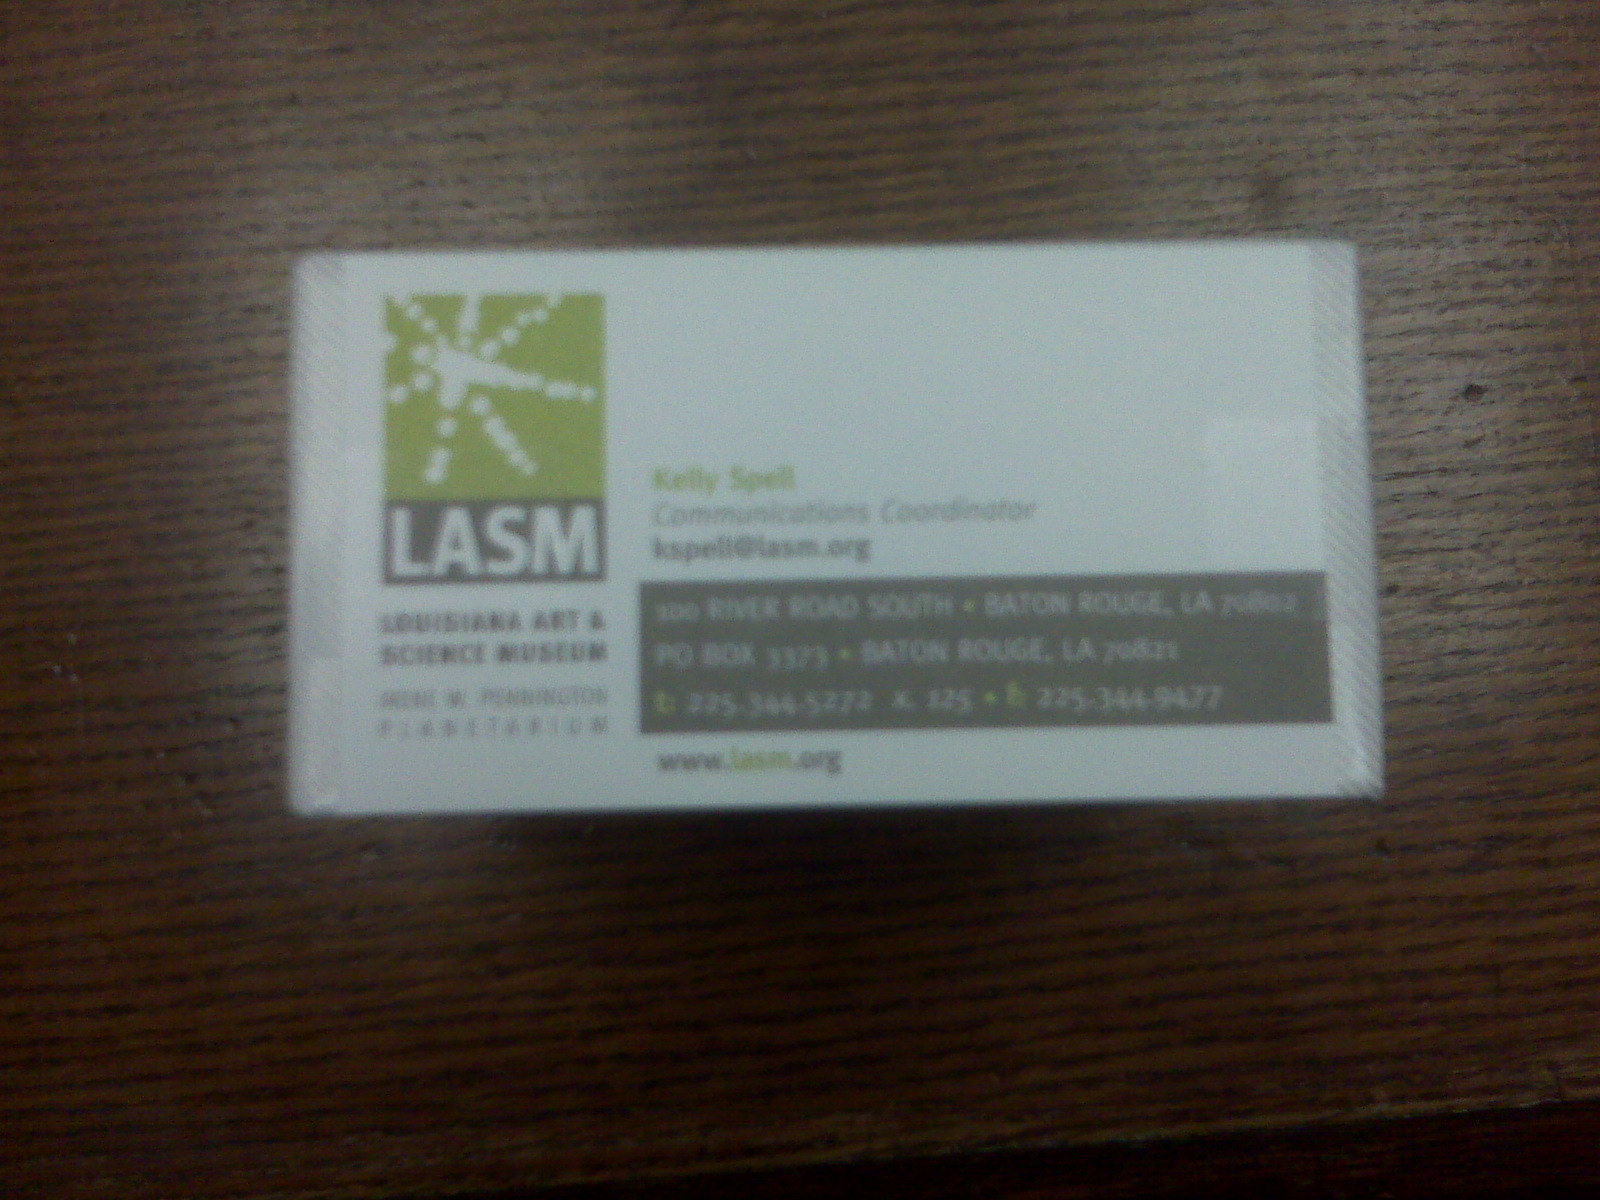 LASM
LOUISIANA ART &
SCIENCE MUSEUM
IRENE W. PENNINGTON
PLANETARIUM
Kelly Spell
Communications Coordinator
kspell@lasm.org
100 RIVER ROAD SOUTH • BATON ROUGE, LA 70802
PO BOX 3373 • BATON ROUGE, LA 70821
t: 225.344.5272 x. 125 • f: 225.344.9477
www.lasm.org